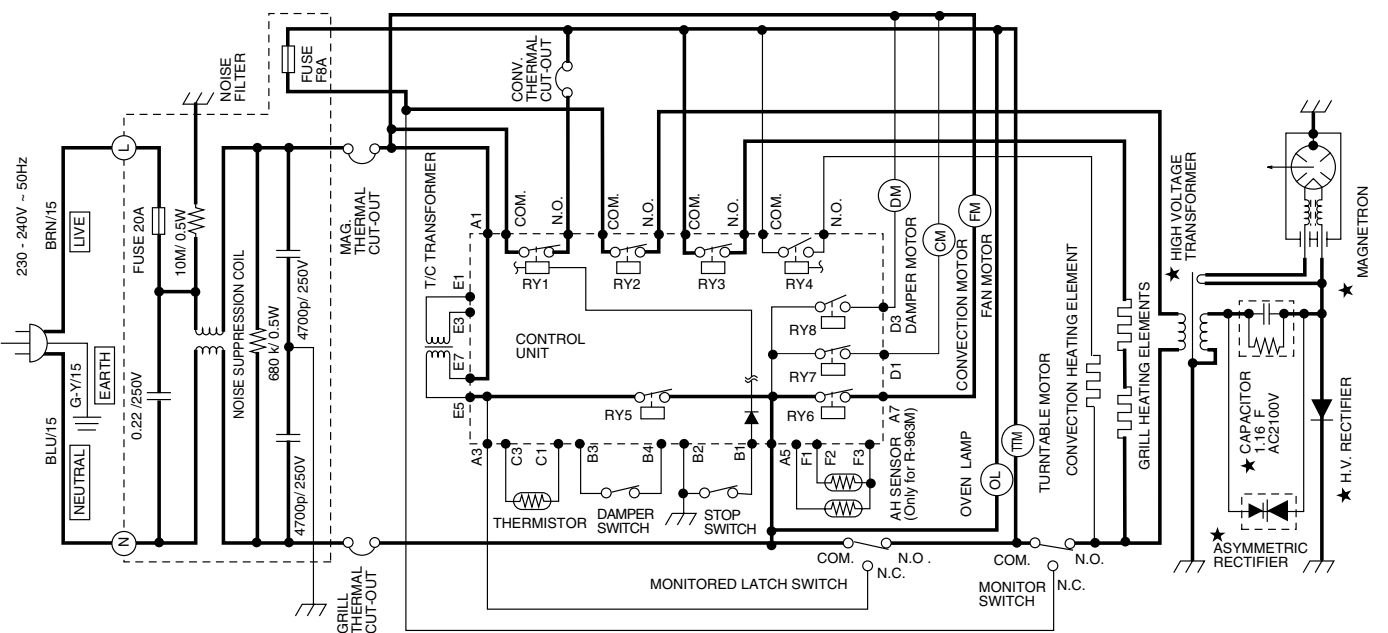 230 - 240V ~ 50Hz
BRN/15
LIVE
G-Y/15
EARTH
BLU/15
NEUTRAL
L
N
NOISE
FILTER
FUSE 20A
10M/ 0.5W
0.22 /250V
NOISE SUPPRESSION COIL
680 k/ 0.5W
4700p/ 250V
4700p/ 250V
FUSE
F8A
MAG.
THERMAL
CUT-OUT
GRILL
THERMAL
CUT-OUT
CONV.
THERMAL
CUT-OUT
T/C TRANSFORMER
A1
COM.
N.O.
COM.
N.O.
COM.
N.O.
COM.
N.O.
RY1
RY2
RY3
RY4
E1
E3
E7
E5
CONTROL
UNIT
RY8
RY7
RY5
RY6
D3
D1
A7
DM
CM
FM
DAMPER MOTOR
CONVECTION MOTOR
FAN MOTOR
A3
C3
C1
B3
B4
B2
B1
A5
F1
F2
F3
THERMISTOR
DAMPER
SWITCH
STOP
SWITCH
AH SENSOR
(Only for R-963M)
OVEN LAMP
OL
TURNTABLE MOTOR
TTM
CONVECTION HEATING ELEMENT
GRILL HEATING ELEMENTS
COM.
N.O .
N.C.
MONITORED LATCH SWITCH
COM.
N.O.
N.C.
MONITOR
SWITCH
★ HIGH VOLTAGE
TRANSFORMER
★ MAGNETRON
★ CAPACITOR
1.16 F
AC2100V
★ H.V. RECTIFIER
★ ASYMMETRIC
RECTIFIER